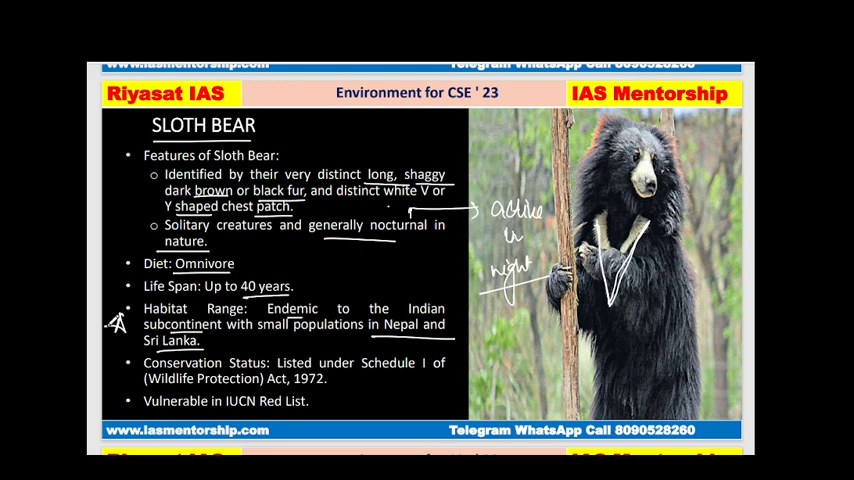 www.iasmentorship.com Telegram WhatsApp Call 8090528260
Riyasat IAS Environment for CSE ' 23 IAS Mentorship
SLOTH BEAR
• Features of Sloth Bear:
o Identified by their very distinct long, shaggy
dark brown or black fur, and distinct white V or
Y shaped chest patch.
o Solitary creatures and generally nocturnal in
nature.
active
in
night
• Diet: Omnivore
• Life Span: Up to 40 years.
• Habitat Range: Endemic to the Indian
subcontinent with small populations in Nepal and
Sri Lanka.
• Conservation Status: Listed under Schedule I of
(Wildlife Protection) Act, 1972.
• Vulnerable in IUCN Red List.
www.iasmentorship.com Telegram WhatsApp Call 8090528260